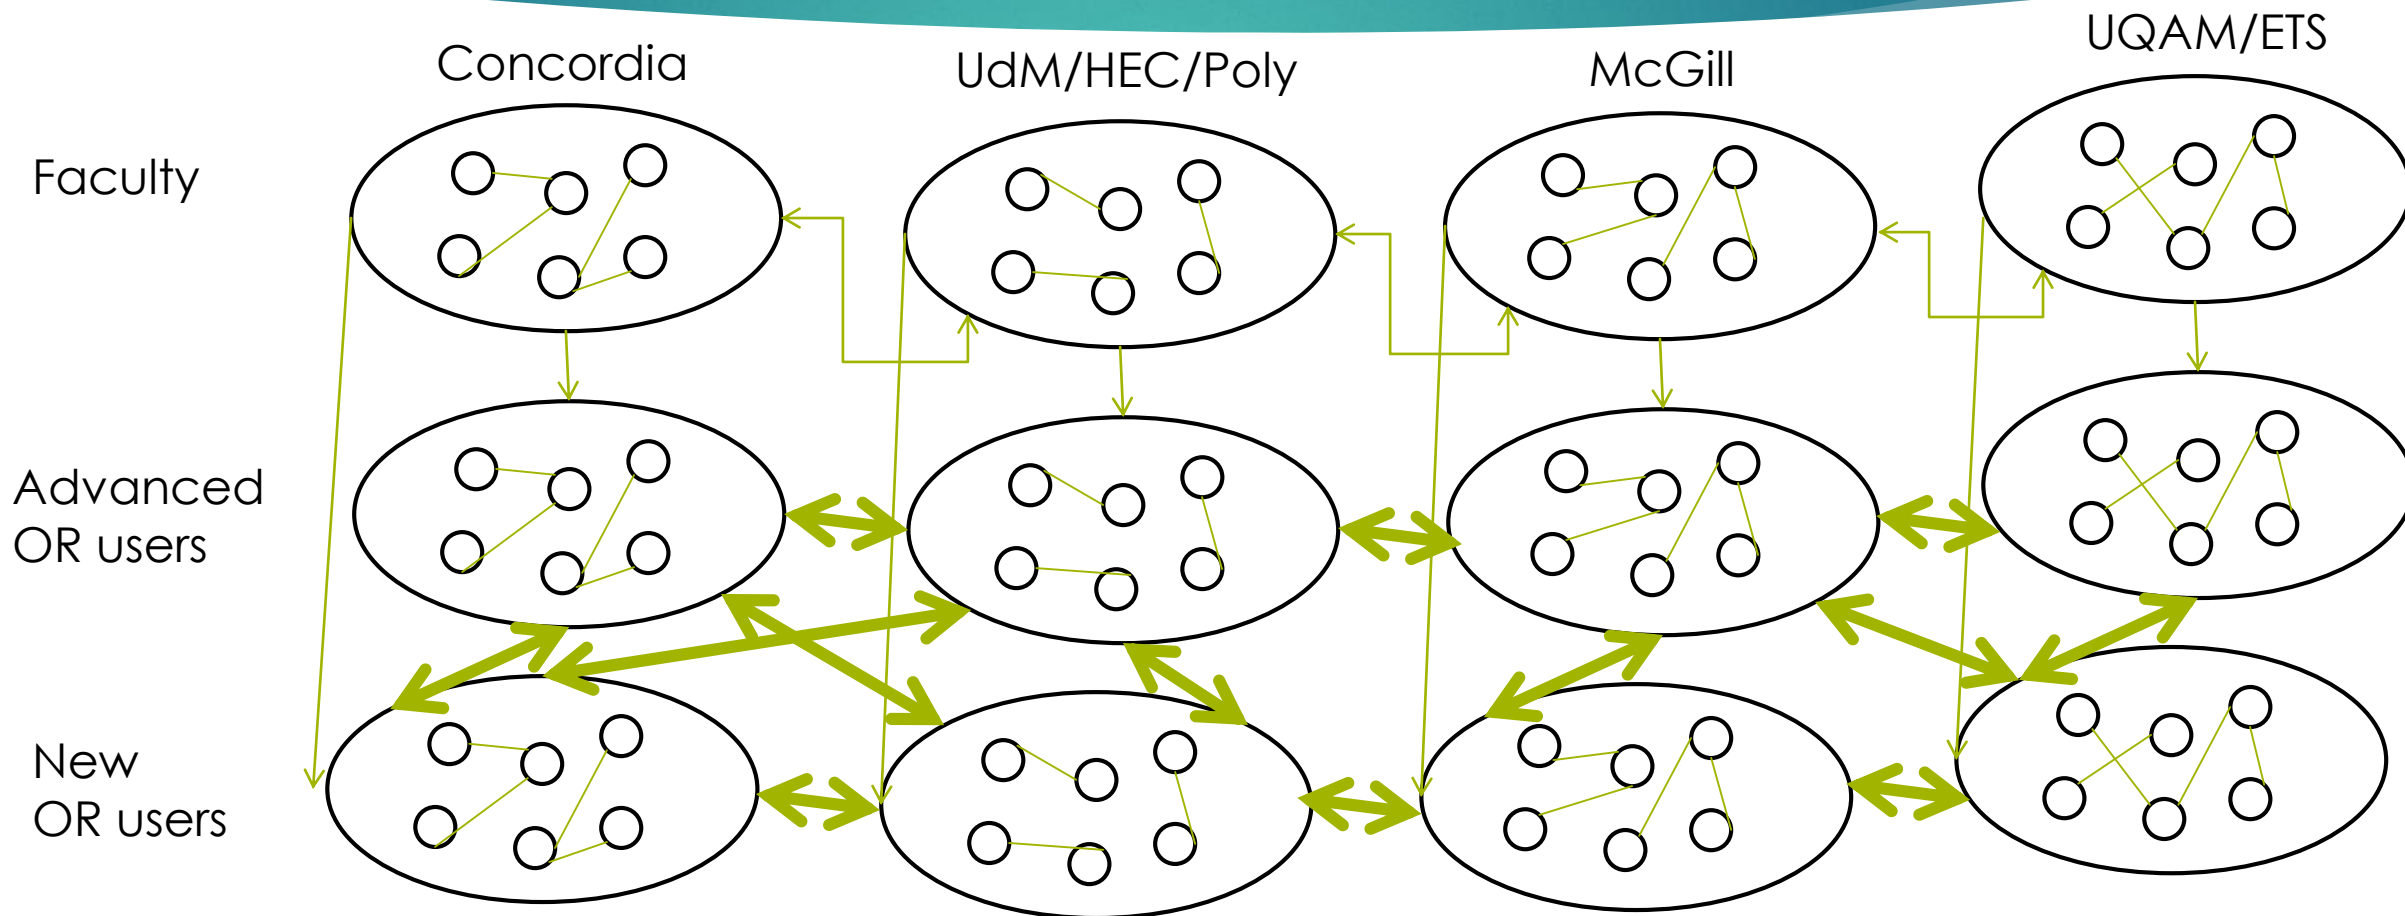 Concordia
UdM/HEC/Poly
McGill
UQAM/ETS
Faculty
Advanced
OR users
New
OR users